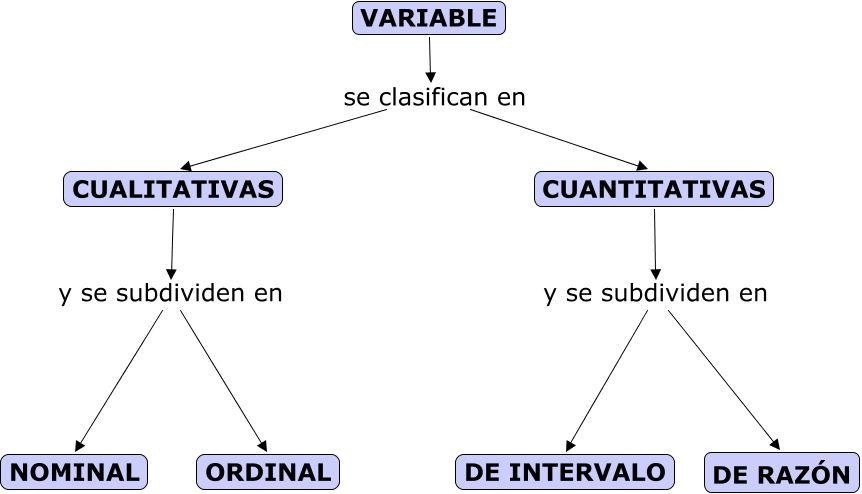 VARIABLE
se clasifican en
CUALITATIVAS
CUANTITATIVAS
y se subdividen en
y se subdividen en
NOMINAL
ORDINAL
DE INTERVALO
DE RAZÓN